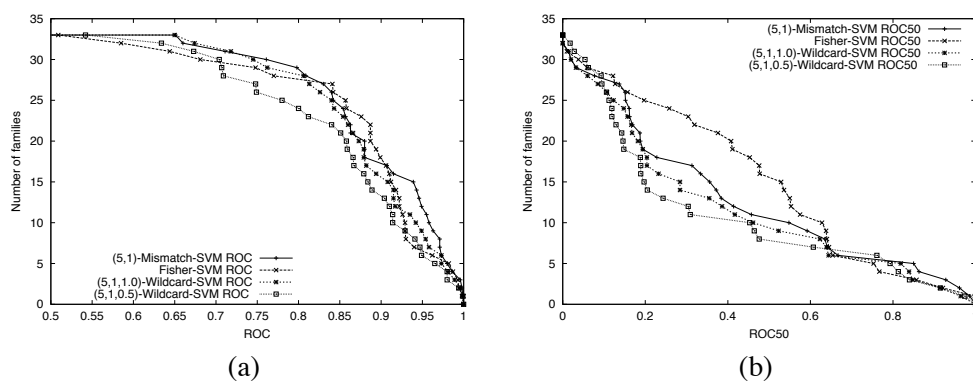 35
30
25
20
15
10
5
0
Number of families
(5,1)-Mismatch-SVM ROC
Fisher-SVM ROC
(5,1,1.0)-Wildcard-SVM ROC
(5,1,0.5)-Wildcard-SVM ROC
0.5 0.55 0.6 0.65 0.7 0.75 0.8 0.85 0.9 0.95 1
ROC
(a)
35
30
25
20
15
10
5
0
Number of families
(5,1)-Mismatch-SVM ROC50
Fisher-SVM ROC50
(5,1,1.0)-Wildcard-SVM ROC50
(5,1,0.5)-Wildcard-SVM ROC50
0 0.2 0.4 0.6 0.8
ROC50
(b)